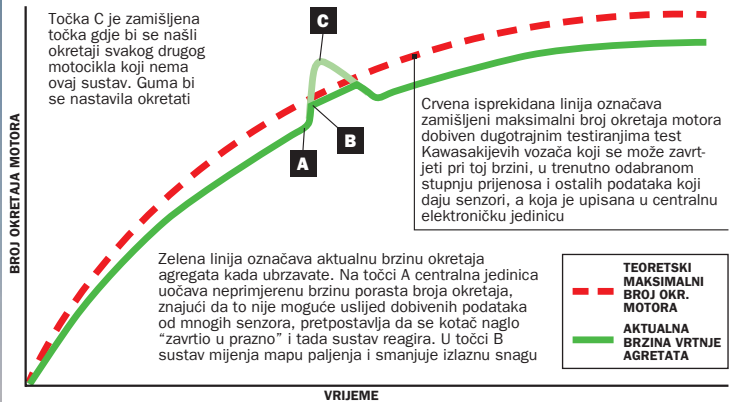 Točka C je zamišljena
točka gdje bi se našli
okretaji svakog drugog
motocikla koji nema
ovaj sustav. Guma bi
se nastavila okretati
C
B
A
Crvena isprekidana linija označava
zamišljeni maksimalni broj okretaja motora
dobiven dugotrajnim testiranjima test
Kawasakijevih vozača koji se može zavrt-
jeti pri toj brzini, u trenutno odabranom
stupnju prijenosa i ostalih podataka koji
daju senzori, a koja je upisana u centralnu
elektroničku jedinicu
BROJ OKRETAJA MOTORA
Zelena linija označava aktualnu brzinu okretaja
agregata kada ubrzavate. Na točci A centralna jedinica
uočava neprimjerenu brzinu porasta broja okretaja,
znajući da to nije moguće uslijed dobivenih podataka
od mnogih senzora, pretpostavlja da se kotač naglo
“zavrtio u prazno” i tada sustav reagira. U točci B
sustav mijenja mapu paljenja i smanjuje izlaznu snagu
TEORETSKI
MAKSIMALNI
BROJ OKR.
MOTORA
AKTUALNA
BRZINA VRTNJE
AGRETATA
VRIJEME